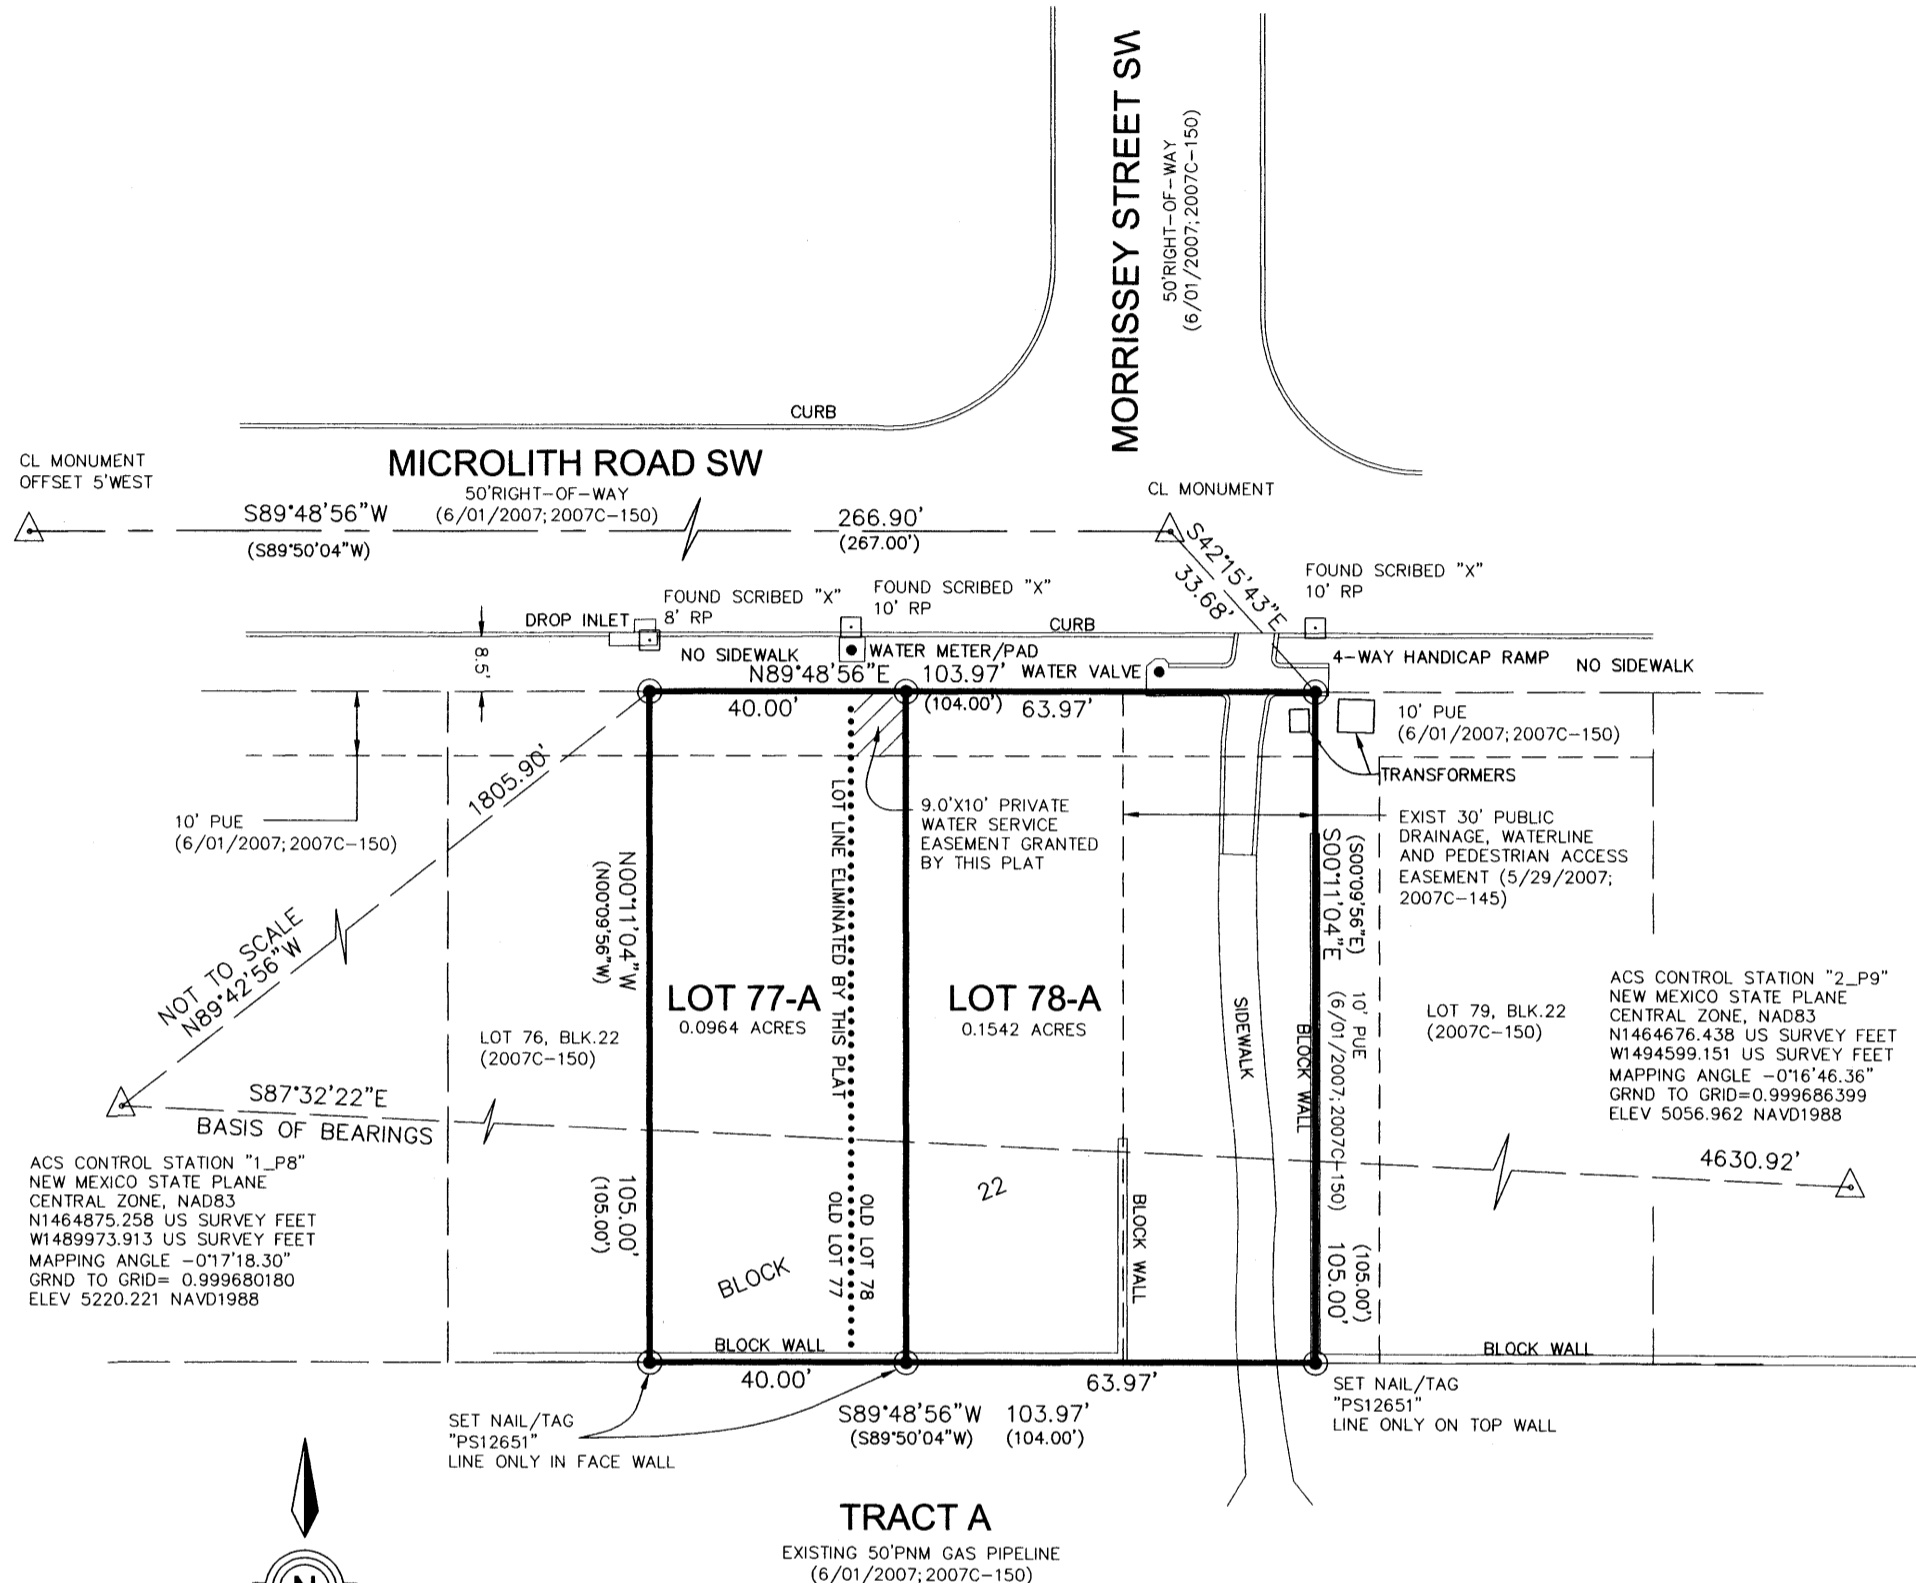 MORRISSEY STREET SW
50'RIGHT-OF-WAY
(6/01/2007;2007C-150)
CURB
MICROLITH ROAD SW
50'RIGHT-OF-WAY
(6/01/2007;2007C-150)
CL MONUMENT
OFFSET 5'WEST
S89°48'56"W
(S89°50'04"W)
266.90'
(267.00')
CL MONUMENT
S42°15'43"E
33.68'
FOUND SCRIBED "X"
8' RP
FOUND SCRIBED "X"
10' RP
FOUND SCRIBED "X"
10' RP
DROP INLET
CURB
8.5'
NO SIDEWALK
WATER METER/PAD
4-WAY HANDICAP RAMP
NO SIDEWALK
N89°48'56"E
103.97'
WATER VALVE
40.00'
(104.00')
63.97'
10' PUE
(6/01/2007;2007C-150)
TRANSFORMERS
1805.90'
10' PUE
(6/01/2007;2007C-150)
9.0'X10' PRIVATE
WATER SERVICE
EASEMENT GRANTED
BY THIS PLAT
EXIST 30' PUBLIC
DRAINAGE, WATERLINE
AND PEDESTRIAN ACCESS
EASEMENT (5/29/2007;
2007C-145)
NOT TO SCALE
N89°42'56"W
N00°11'04"W
(N00°09'56"W)
LOT LINE ELIMINATED BY THIS PLAT
(S00°09'56"E)
S00°11'04"E
LOT 77-A
0.0964 ACRES
LOT 78-A
0.1542 ACRES
SIDEWALK
BLOCK WALL
10' PUE
(6/01/2007;2007C-150)
LOT 76, BLK.22
(2007C-150)
LOT 79, BLK.22
(2007C-150)
ACS CONTROL STATION "2_P9"
NEW MEXICO STATE PLANE
CENTRAL ZONE, NAD83
N1464676.438 US SURVEY FEET
W1494599.151 US SURVEY FEET
MAPPING ANGLE -0°16'46.36"
GRND TO GRID=0.999686399
ELEV 5056.962 NAVD1988
S87°32'22"E
BASIS OF BEARINGS
4630.92'
ACS CONTROL STATION "1_P8"
NEW MEXICO STATE PLANE
CENTRAL ZONE, NAD83
N1464875.258 US SURVEY FEET
W1489973.913 US SURVEY FEET
MAPPING ANGLE -0°17'18.30"
GRND TO GRID= 0.999680180
ELEV 5220.221 NAVD1988
105.00'
(105.00')
OLD LOT 77
OLD LOT 78
BLOCK
22
BLOCK WALL
(105.00')
105.00'
BLOCK WALL
BLOCK WALL
40.00'
63.97'
SET NAIL/TAG
"PS12651"
LINE ONLY IN FACE WALL
S89°48'56"W 103.97'
(S89°50'04"W) (104.00')
SET NAIL/TAG
"PS12651"
LINE ONLY ON TOP WALL
TRACT A
EXISTING 50'PNM GAS PIPELINE
(6/01/2007;2007C-150)
N